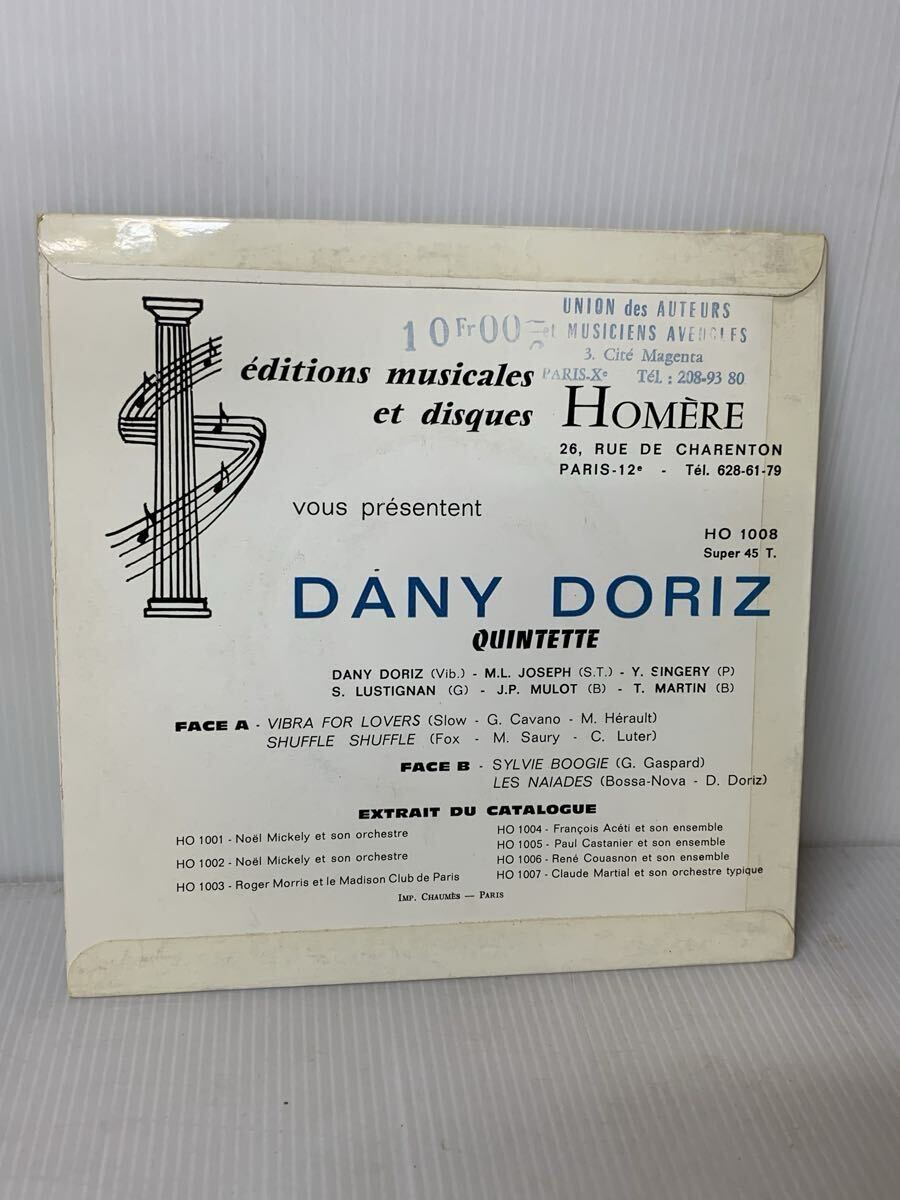 UNION des AUTEURS
10Fr00 et MUSICIENS AVEUGLES
3. Cité Magenta
PARIS-Xe Tél : 208-93 80
éditions musicales
et disques HOMÈRE
26, RUE DE CHARENTON
PARIS-12e - Tél. 628-61-79
vous présentent
HO 1008
Super 45 T.
DANY DORIZ
QUINTETTE
DANY DORIZ (Vib.) - M.L. JOSEPH (S.T.) - Y. SINGERY (P)
S. LUSTIGNAN (G) - J.P. MULOT (B) - T. MARTIN (B)
FACE A - VIBRA FOR LOVERS (Slow - G. Cavano - M. Hérault)
SHUFFLE SHUFFLE (Fox - M. Saury - C. Luter)
FACE B - SYLVIE BOOGIE (G. Gaspard)
LES NAIADES (Bossa-Nova - D. Doriz)
EXTRAIT DU CATALOGUE
HO 1001 - Noël Mickely et son orchestre
HO 1002 - Noël Mickely et son orchestre
HO 1003 - Roger Morris et le Madison Club de Paris
HO 1004 - François Acéti et son ensemble
HO 1005 - Paul Castanier et son ensemble
HO 1006 - René Couasnon et son ensemble
HO 1007 - Claude Martial et son orchestre typique
IMP. CHAUMÈS — PARIS